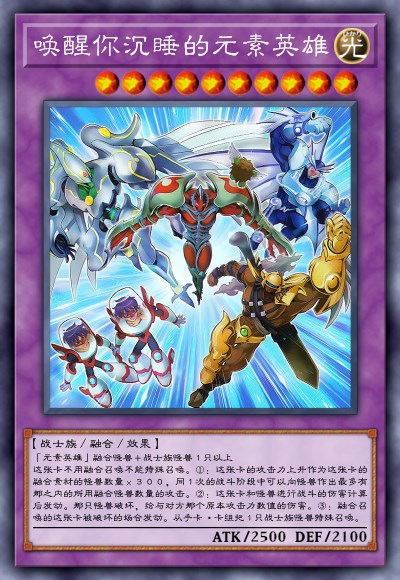 唤醒你沉睡的元素英雄
光
【战士族／融合／效果】
「元素英雄」融合怪兽＋战士族怪兽1只以上
这张卡不用融合召唤不能特殊召唤。①：这张卡的攻击力上升作为这张卡的
融合素材的怪兽数量×300，同1次的战斗阶段中可以向怪兽作出最多有
那之内的所用融合怪兽数量的攻击。②：这张卡和怪兽进行战斗的伤害计算
后发动。那只怪兽破坏，给与对方那个原本攻击力数值的伤害。③：融合召
唤的这张卡被破坏的场合发动。从手卡·卡组把1只战士族怪兽特殊召唤。
ATK/2500 DEF/2100